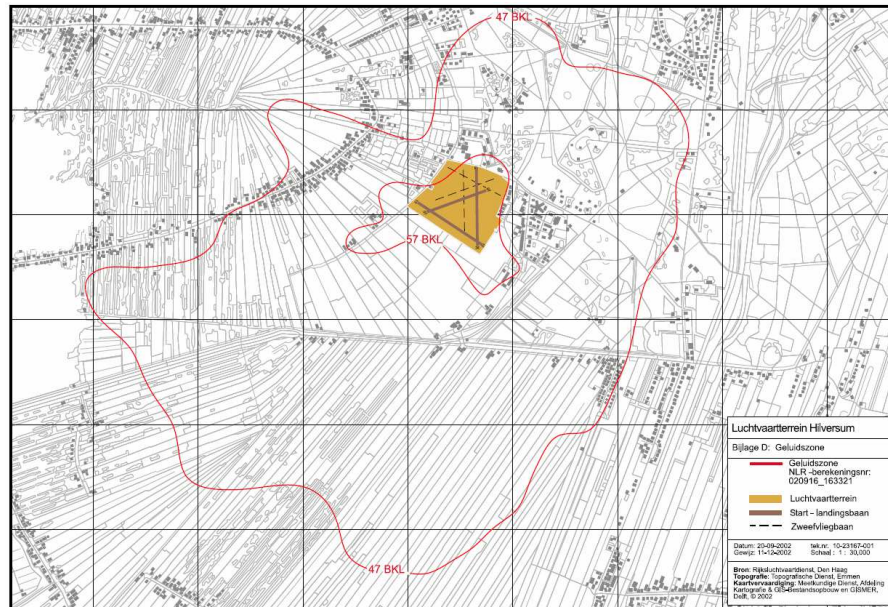 47 BKL
57 BKL
47 BKL
Luchtvaartterrein Hilversum
Bijlage D: Geluidszone
Geluidszone
NLR -berekeningsnr:
020916_163321
Luchtvaartterrein
Start - landingsbaan
Zweefvliegbaan
Datum: 20-09-2002 tek.nr. 10-23167-001
Gewijz: 11-12-2002 Schaal : 1 : 30,000
Bron: Rijksluchtvaartdienst, Den Haag
Topografie: Topografische Dienst, Emmen
Kaartvervaardiging: Meetkundige Dienst, Afdeling
Kartografie & GIS-Bestandsopbouw en GISMER,
Delft, © 2002